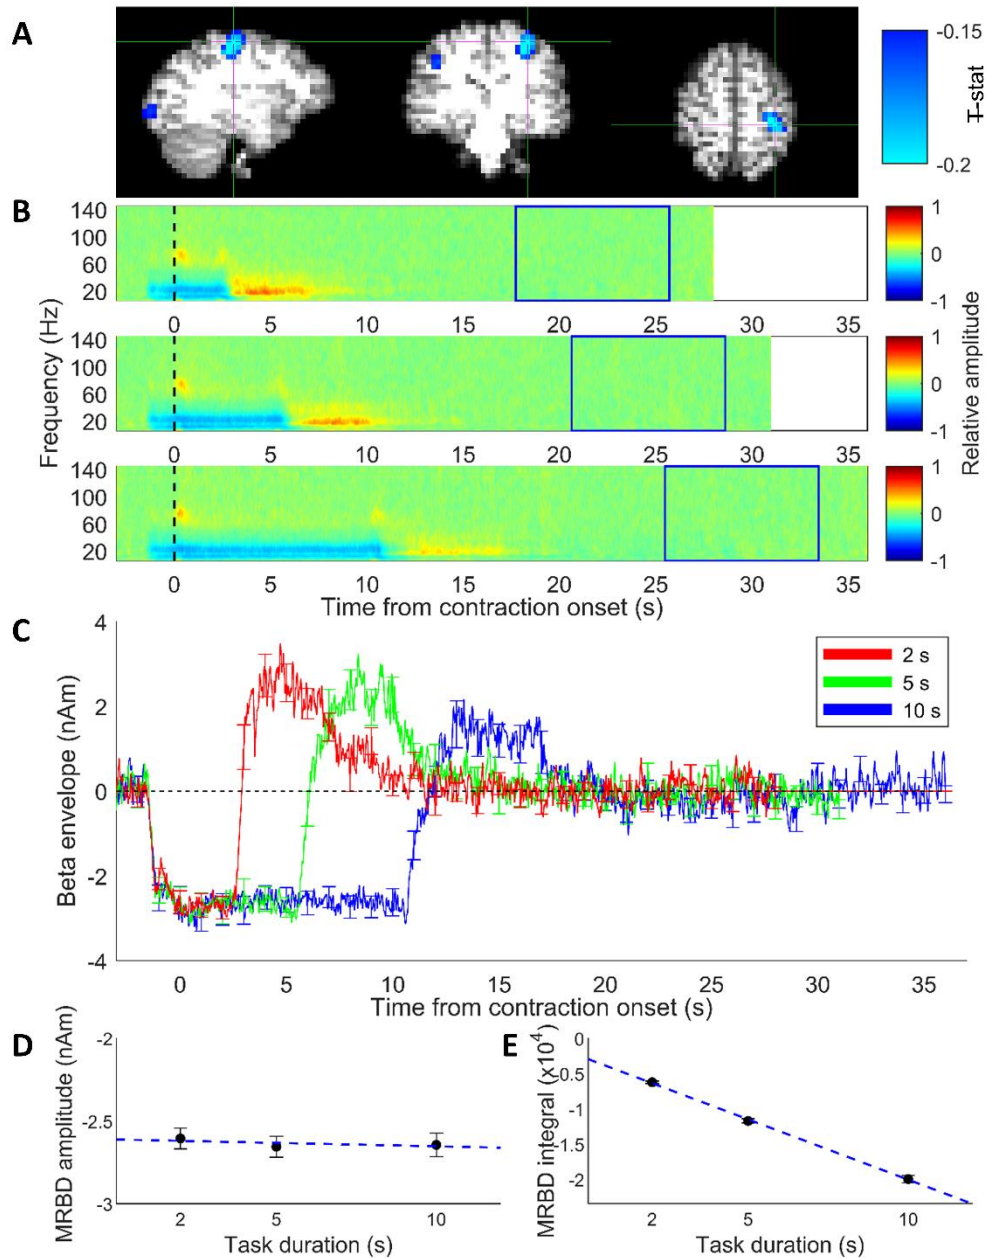 A
-0.15
T-stat
-0.2
B
140
100
60
20
0 5 10 15 20 25 30 35
1
0
-1
140
100
60
20
0 5 10 15 20 25 30 35
1
0
-1
140
100
60
20
0 5 10 15 20 25 30 35
1
0
-1
Frequency (Hz)
Relative amplitude
Time from contraction onset (s)
C
4
2
0
-2
-4
Beta envelope (nAm)
2 s
5 s
10 s
0 5 10 15 20 25 30 35
Time from contraction onset (s)
D
-2
-2.5
-3
MRBD amplitude (nAm)
2 5 10
Task duration (s)
E
0
-0.5
-1
-1.5
-2
MRBD integral (x10⁴)
2 5 10
Task duration (s)